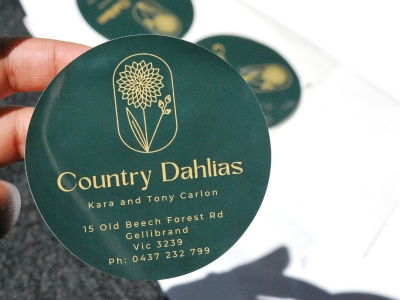 Country Dahlias
Kara and Tony Carlon
15 Old Beech Forest Rd
Gellibrand
Vic 3239
Ph: 0437 232 799